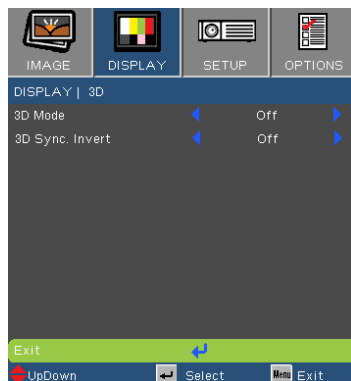 IMAGE DISPLAY SETUP OPTIONS
DISPLAY | 3D
3D Mode Off
3D Sync. Invert Off
Exit
UpDown Select Menu Exit